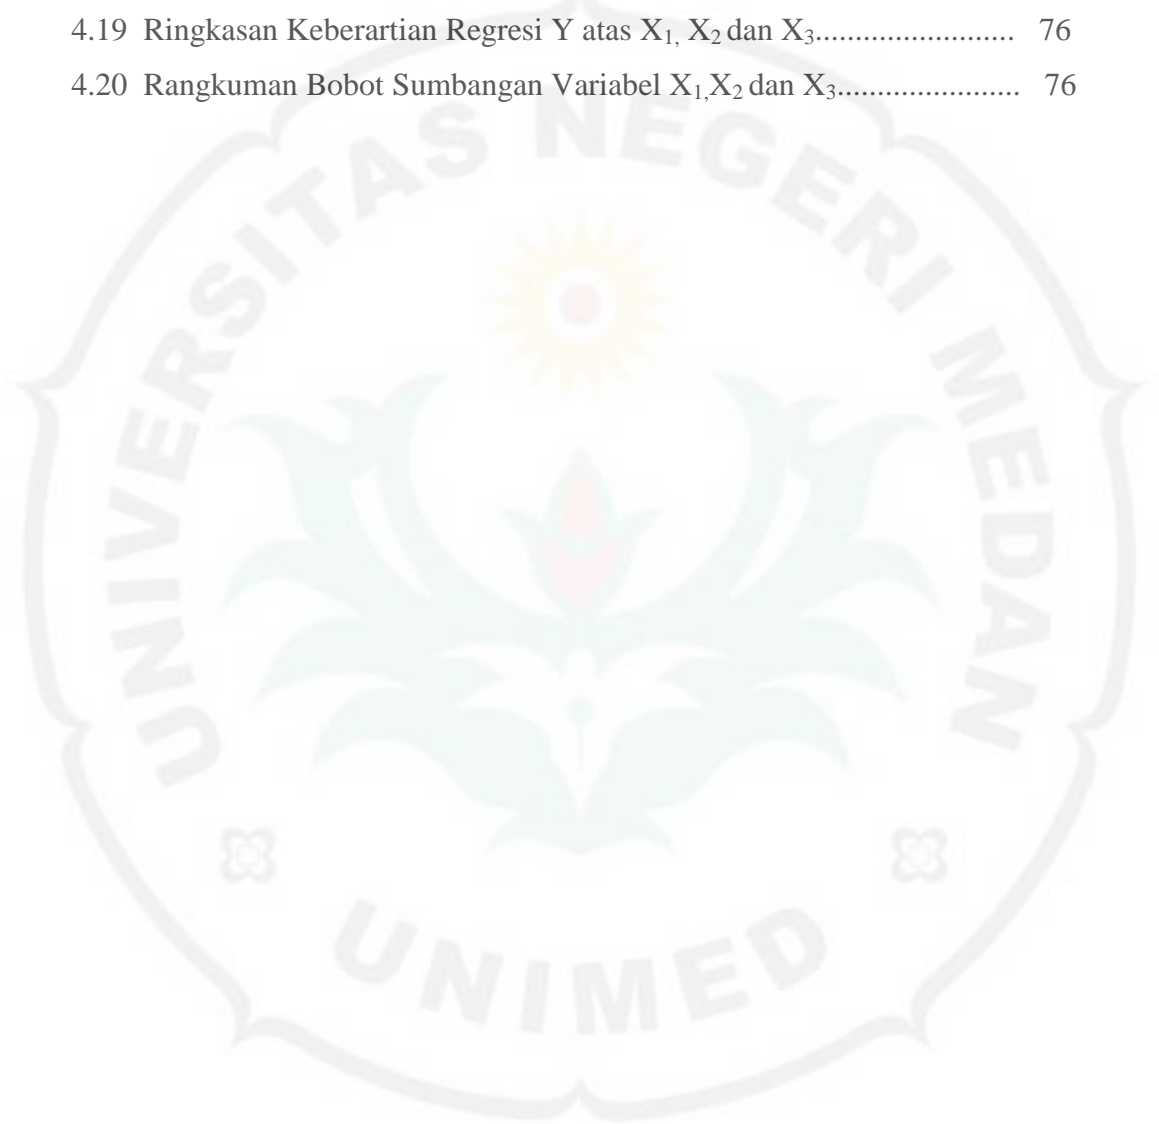 4.19 Ringkasan Keberartian Regresi Y atas X₁, X₂ dan X₃........................ 76
4.20 Rangkuman Bobot Sumbangan Variabel X₁,X₂ dan X₃...................... 76
UNIVERSITAS NEGERI MEDAN
UNIMED